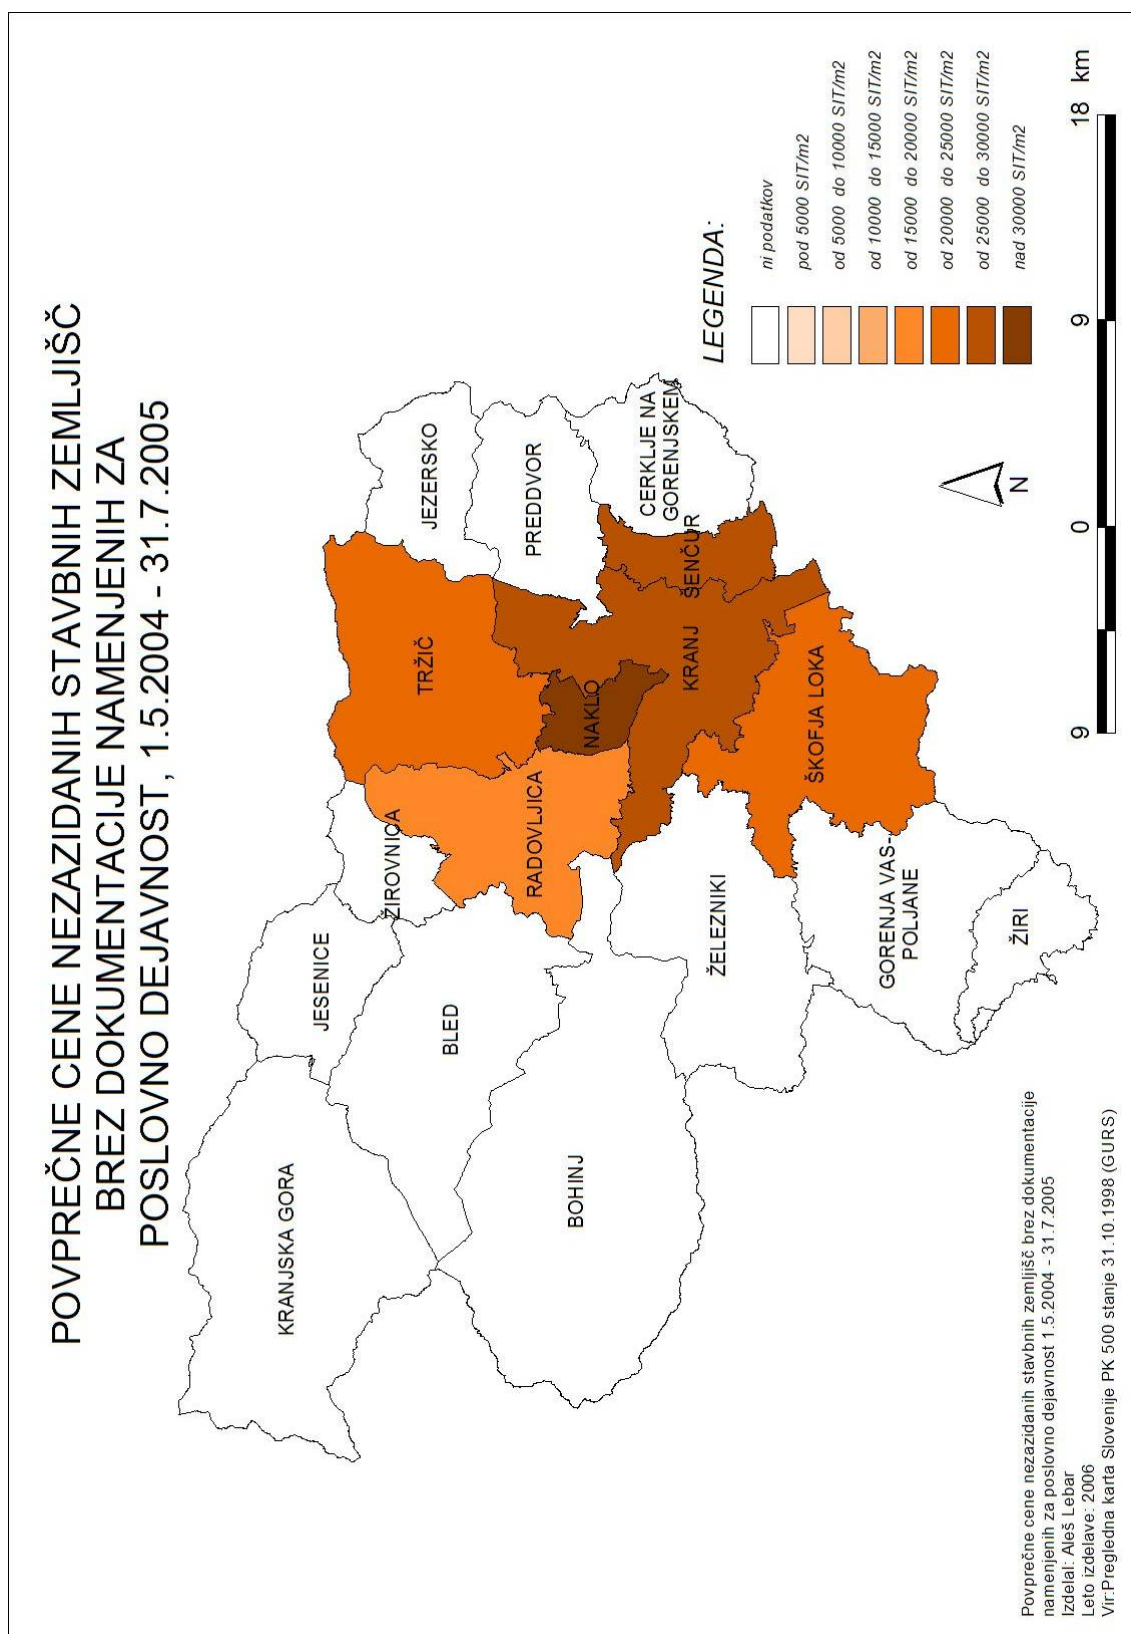 POVPREČNE CENE NEZAZIDANIH STAVBNIH ZEMLJIŠČ
BREZ DOKUMENTACIJE NAMENJENIH ZA
POSLOVNO DEJAVNOST, 1.5.2004 - 31.7.2005
KRANJSKA GORA
JESENICE
ŽIROVNICA
TRŽIČ
JEZERSKO
BLED
RADOVLJICA
NAKLO
PREDDVOR
BOHINJ
ŽELEZNIKI
KRANJ
ŠENČUR
CERKLJE NA
GORENJSKEM
ŠKOFJA LOKA
GORENJA VAS-
POLJANE
ŽIRI
LEGENDA:
ni podatkov
pod 5000 SIT/m2
od 5000 do 10000 SIT/m2
od 10000 do 15000 SIT/m2
od 15000 do 20000 SIT/m2
od 20000 do 25000 SIT/m2
od 25000 do 30000 SIT/m2
nad 30000 SIT/m2
N
9 0 9 18 km
Povprečne cene nezazidanih stavbnih zemljišč brez dokumentacije
namenjenih za poslovno dejavnost 1.5.2004 - 31.7.2005
Izdelal: Aleš Lebar
Leto izdelave: 2006
Vir:Pregledna karta Slovenije PK 500 stanje 31.10.1998 (GURS)